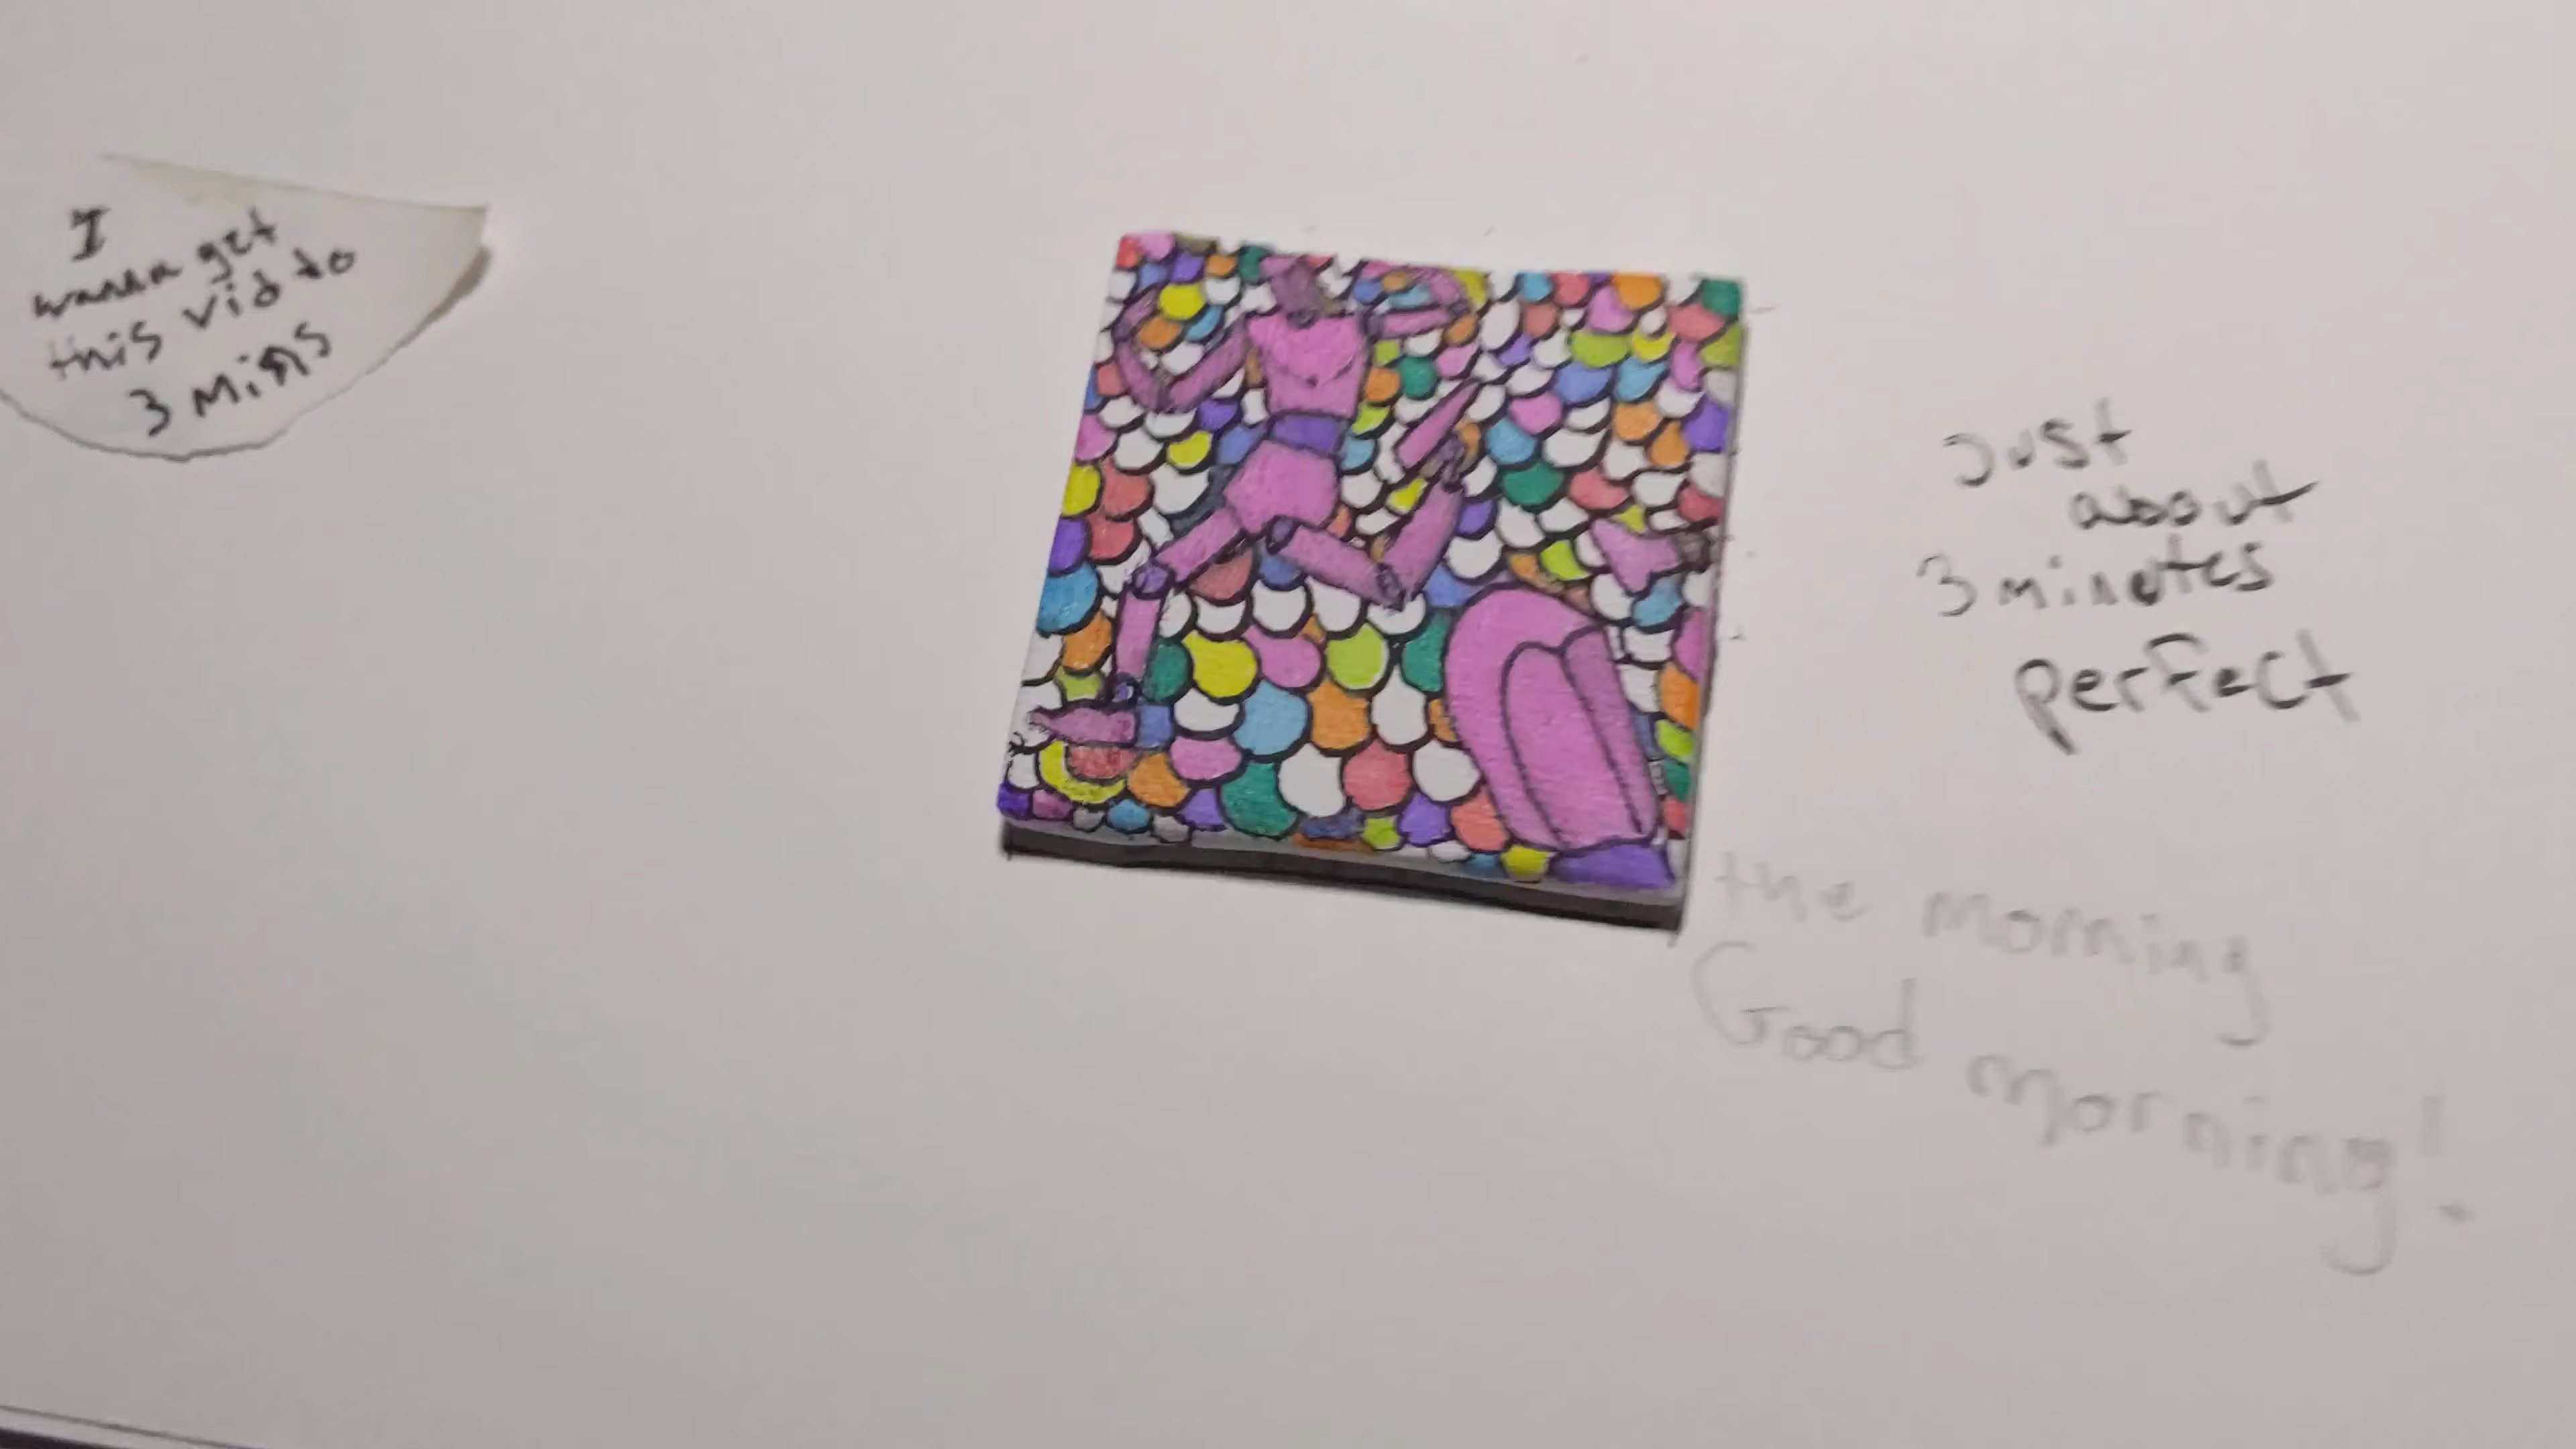 I
wanna get
this vid to
3 mins
Just
about
3 minutes
perfect
the morning
Good morning!